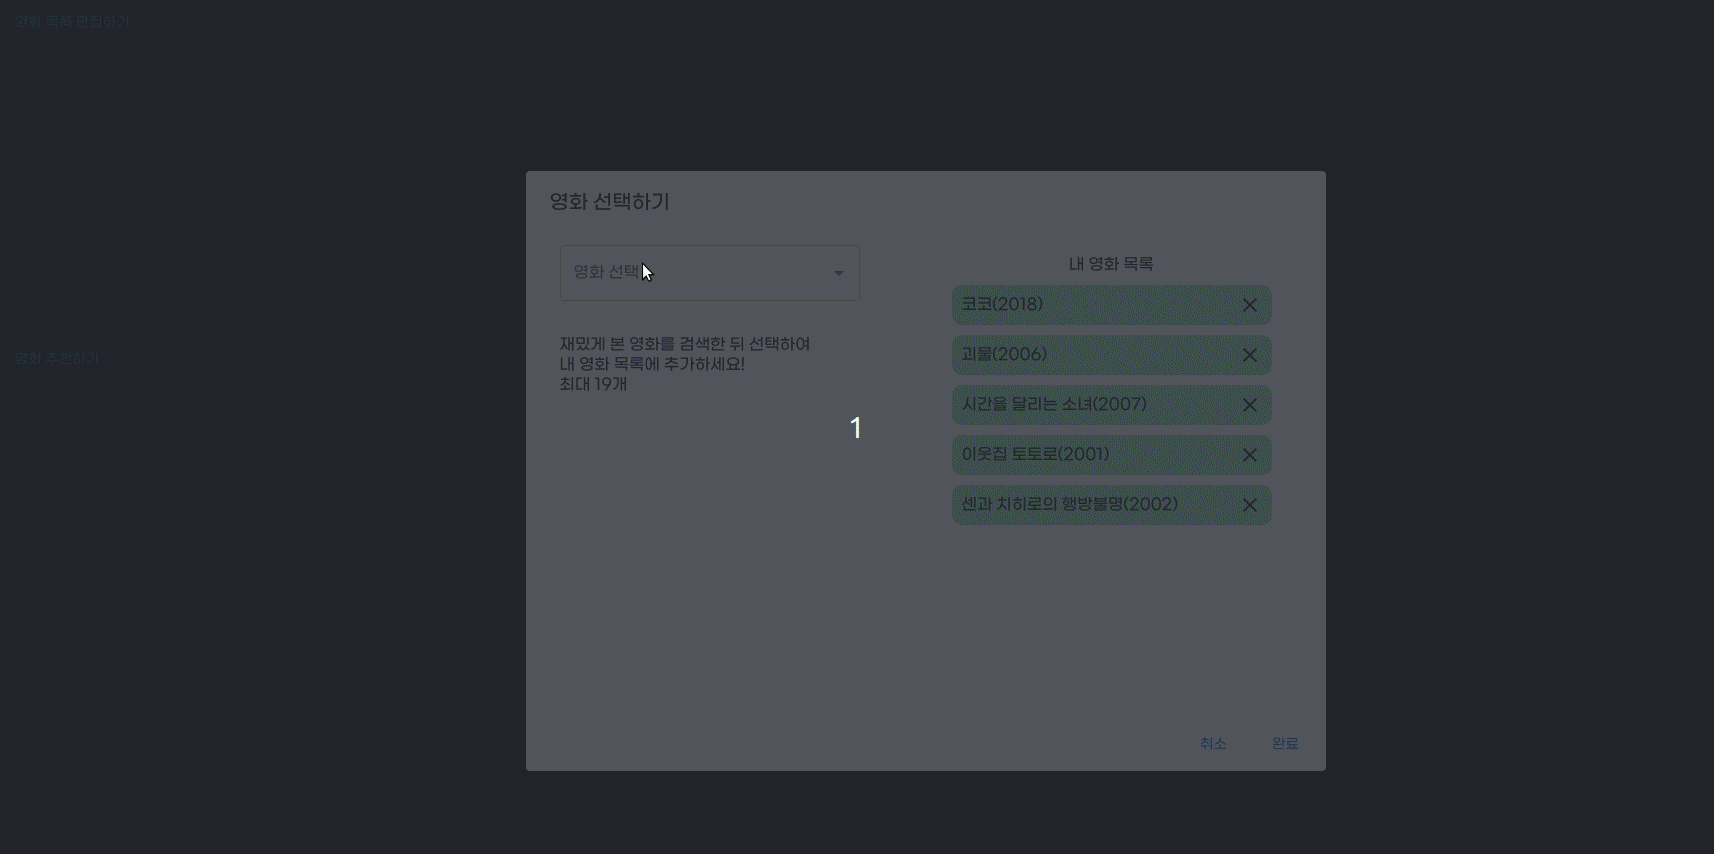 영화 목록 편집하기
영화 선택하기
영화 선택
내 영화 목록
코코(2018)
괴물(2006)
재밌게 본 영화를 검색한 뒤 선택하여
내 영화 목록에 추가하세요!
최대 19개
영화 추천하기
시간을 달리는 소녀(2007)
1
이웃집 토토로(2001)
센과 치히로의 행방불명(2002)
취소
완료